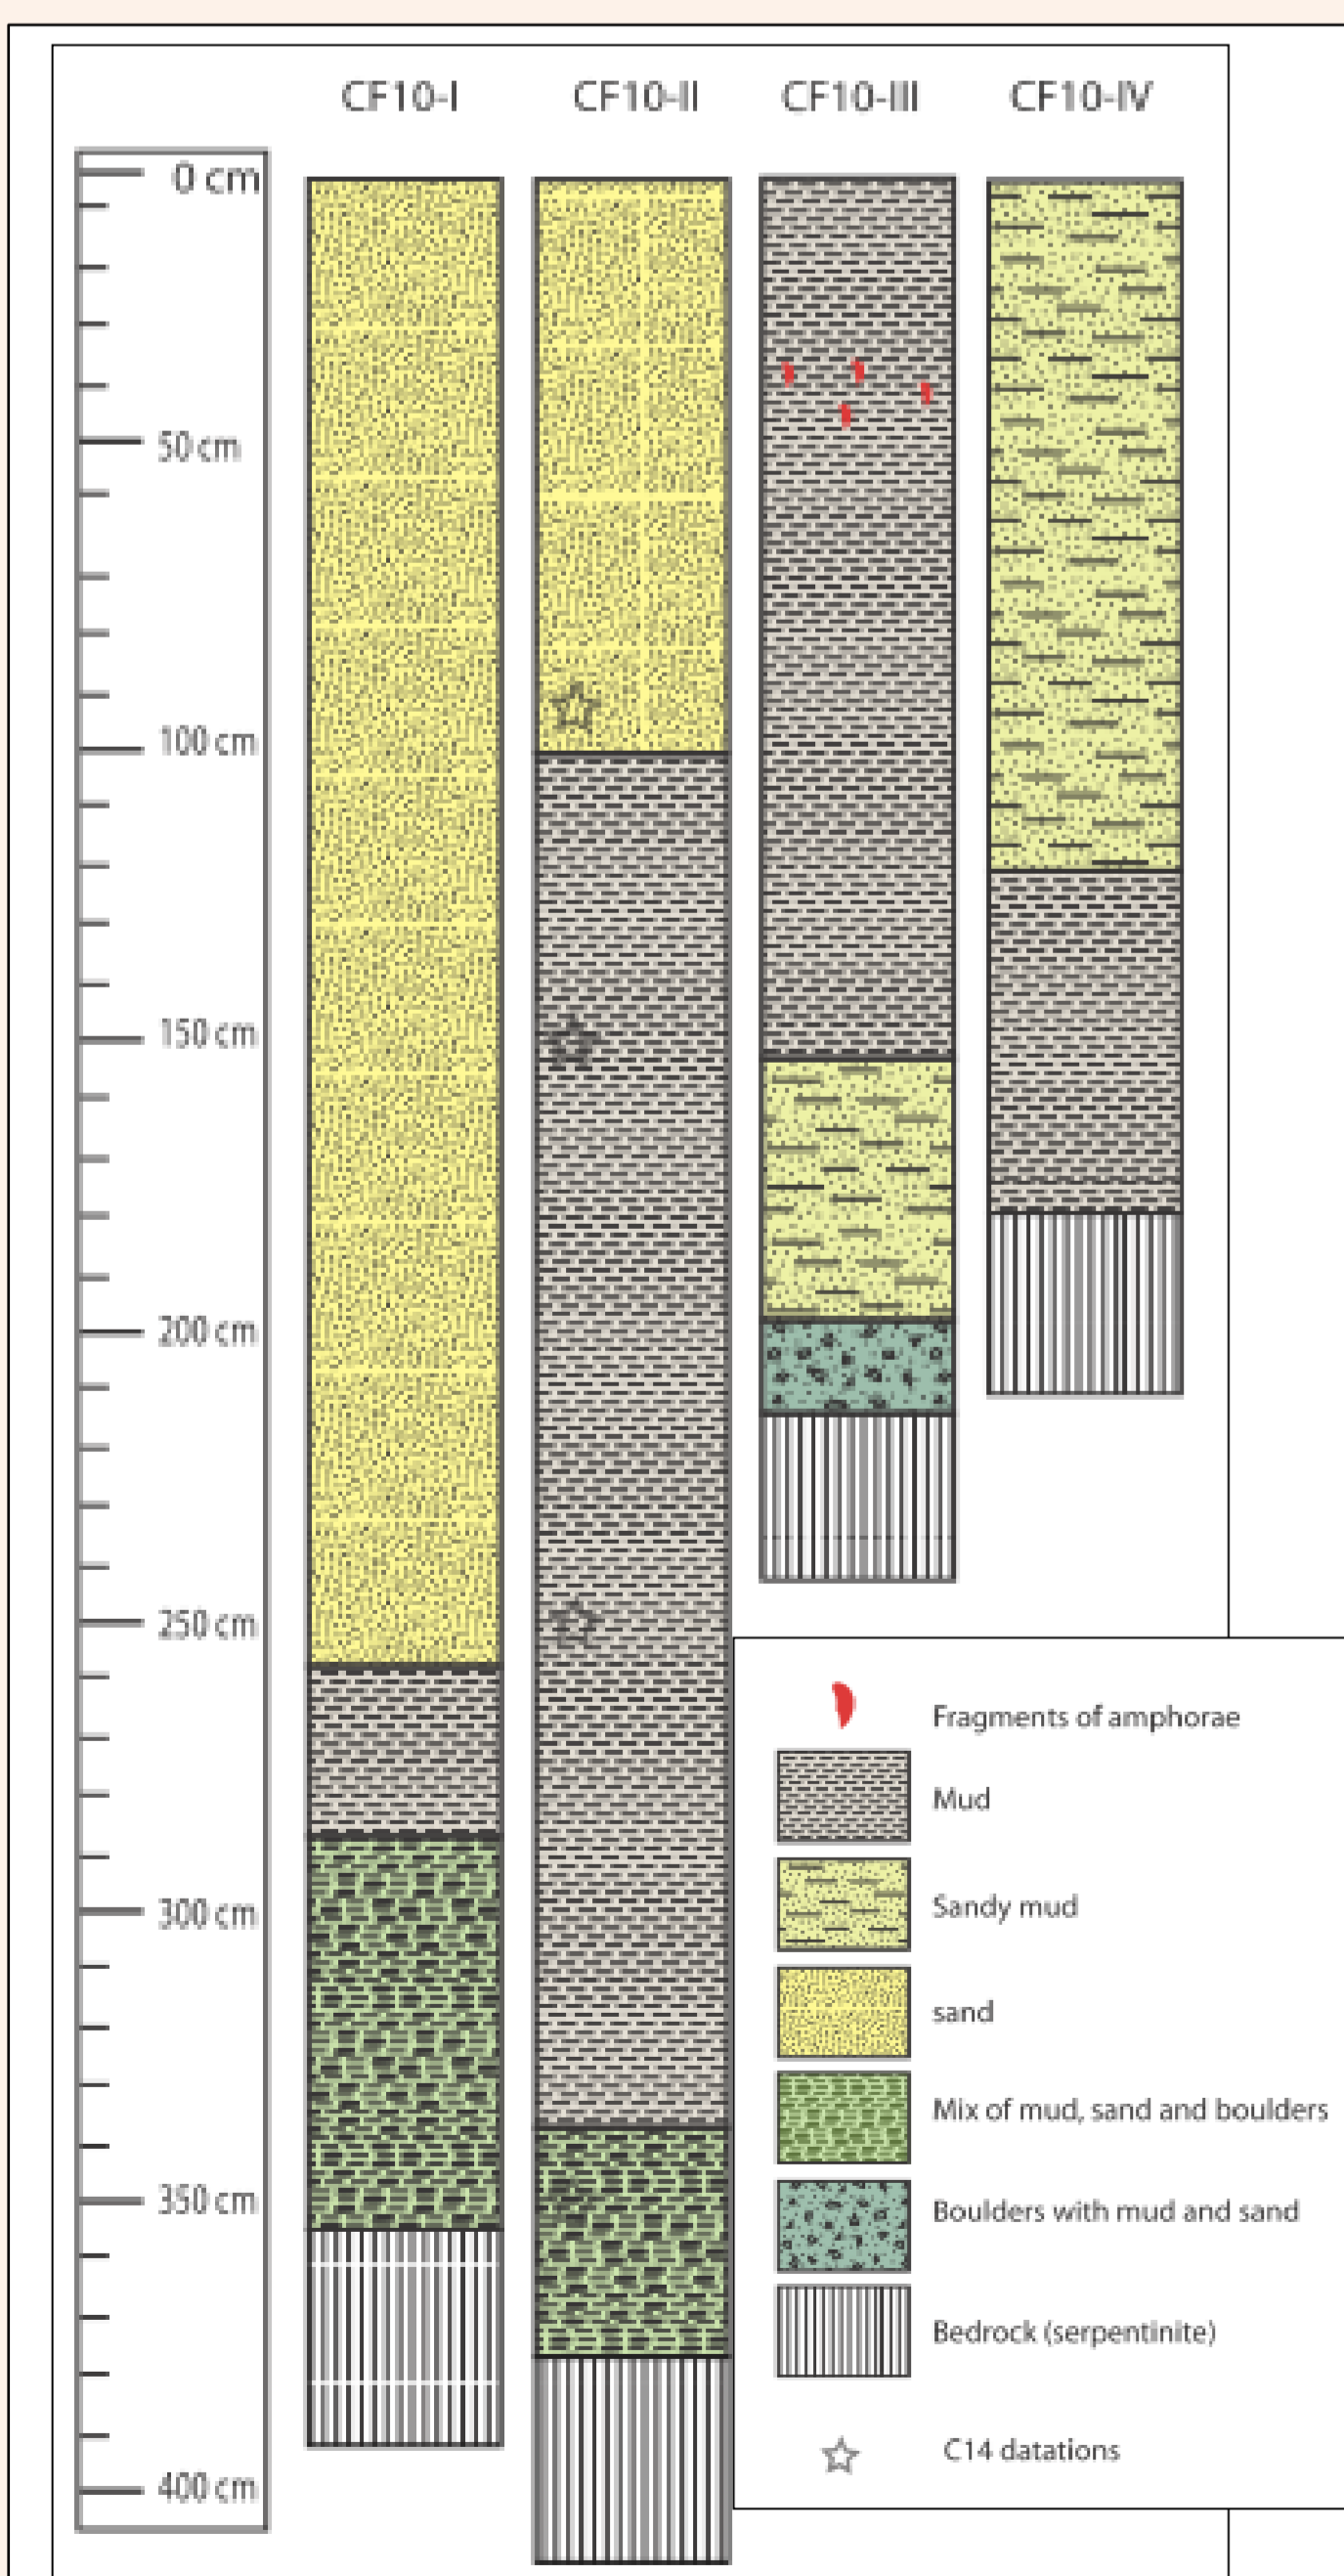 CF10-I CF10-II CF10-III CF10-IV
0 cm
50 cm
100 cm
150 cm
200 cm
250 cm
300 cm
350 cm
400 cm
Fragments of amphorae
Mud
Sandy mud
sand
Mix of mud, sand and boulders
Boulders with mud and sand
Bedrock (serpentinite)
C14 datations